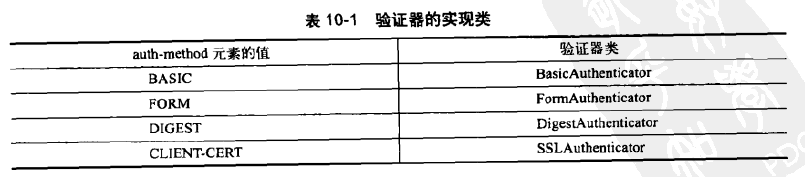 表 10-1 验证器的实现类
auth-method 元素的值 验证器类
BASIC BasicAuthenticator
FORM FormAuthenticator
DIGEST DigestAuthenticator
CLIENT-CERT SSLAuthenticator